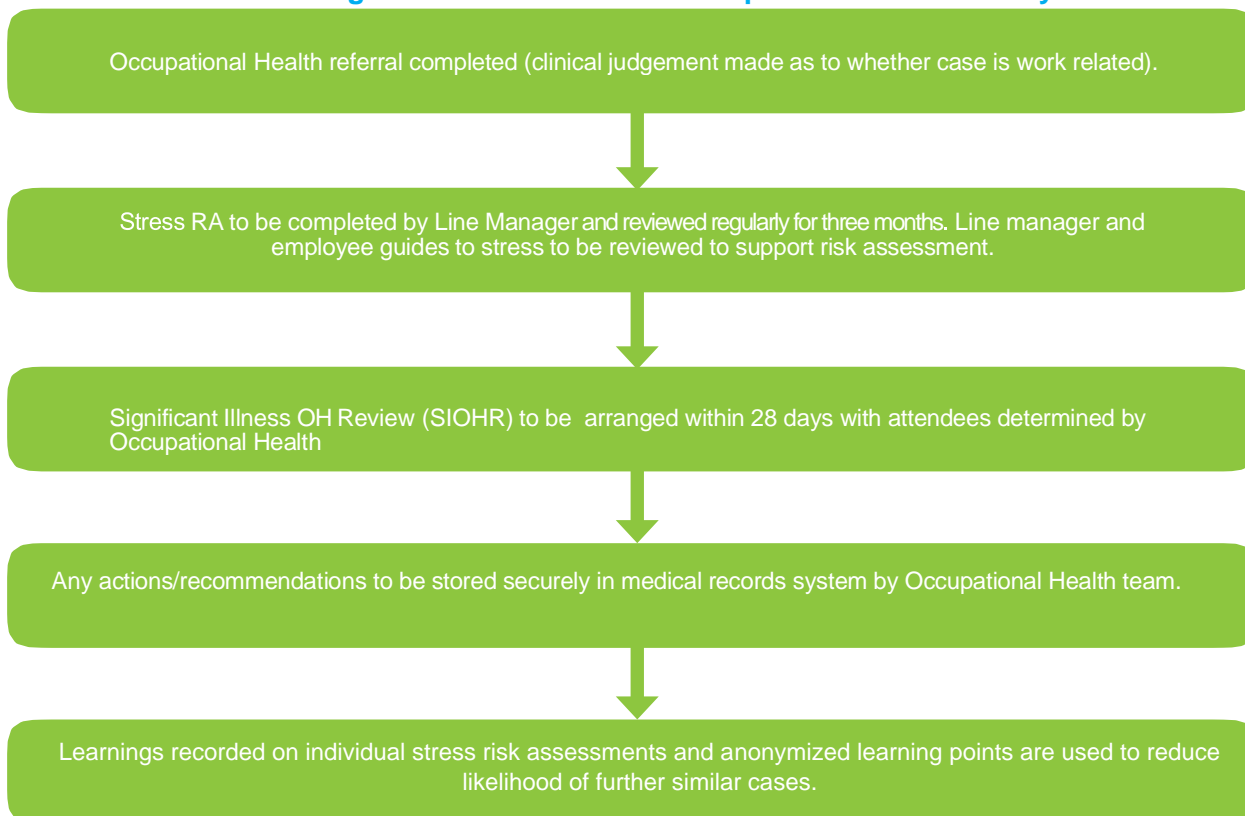 Occupational Health referral completed (clinical judgement made as to whether case is work related).
Stress RA to be completed by Line Manager and reviewed regularly for three months. Line manager and
employee guides to stress to be reviewed to support risk assessment.
Significant Illness OH Review (SIOHR) to be arranged within 28 days with attendees determined by
Occupational Health
Any actions/recommendations to be stored securely in medical records system by Occupational Health team.
Learnings recorded on individual stress risk assessments and anonymized learning points are used to reduce
likelihood of further similar cases.